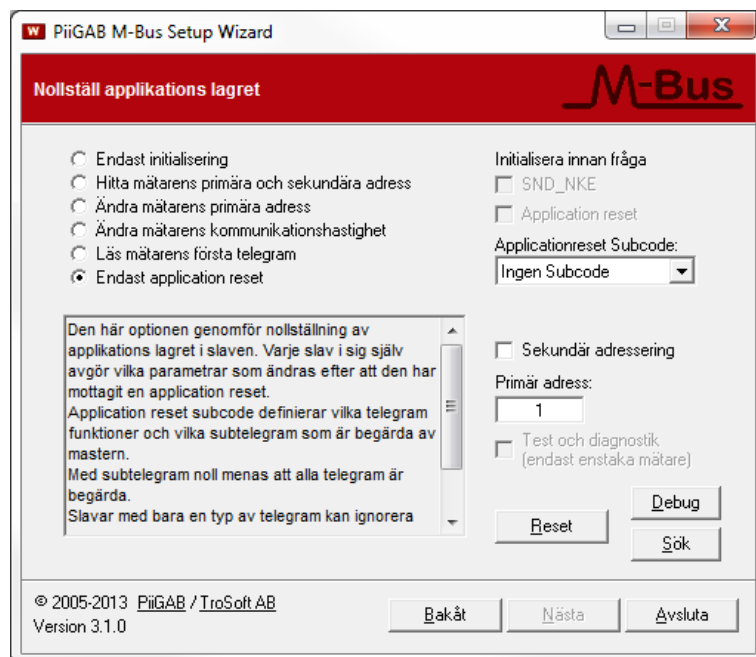 PiiGAB M-Bus Setup Wizard
Nollställ applikations lagret
M-Bus
Endast initialisering
Hitta mätarens primära och sekundära adress
Ändra mätarens primära adress
Ändra mätarens kommunikationshastighet
Läs mätarens första telegram
Endast application reset
Initialisera innan fråga
SND_NKE
Application reset
Applicationreset Subcode:
Ingen Subcode
Den här optionen genomför nollställning av
applikations lagret i slaven. Varje slav i sig själv
avgör vilka parametrar som ändras efter att den har
mottagit en application reset.
Application reset subcode definierar vilka telegram
funktioner och vilka subtelegram som är begärda av
mastern.
Med subtelegram noll menas att alla telegram är
begärda.
Slavar med bara en typ av telegram kan ignorera
Sekundär adressering
Primär adress:
1
Test och diagnostik
(endast enstaka mätare)
Reset
Debug
Sök
© 2005-2013 PiiGAB / TroSoft AB
Version 3.1.0
Bakåt
Nästa
Avsluta